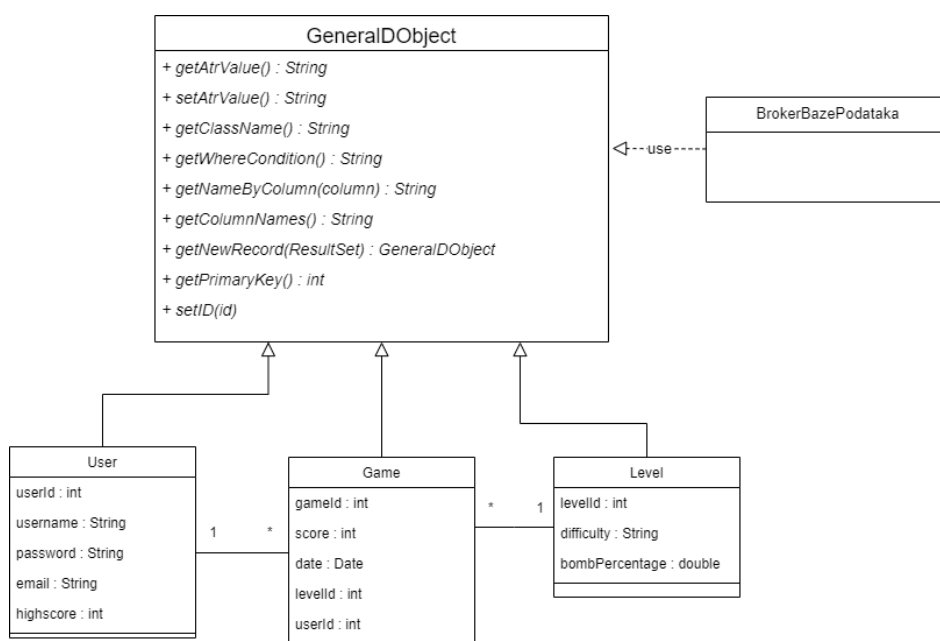 GeneralDObject
+ getAtrValue() : String
+ setAtrValue() : String
+ getClassName() : String
+ getWhereCondition() : String
+ getNameByColumn(column) : String
+ getColumnNames() : String
+ getNewRecord(ResultSet) : GeneralDObject
+ getPrimaryKey() : int
+ setID(id)
BrokerBazePodataka
use
User
userId : int
username : String
password : String
email : String
highscore : int
1 *
Game
gameId : int
score : int
date : Date
levelId : int
userId : int
* 1
Level
levelId : int
difficulty : String
bombPercentage : double